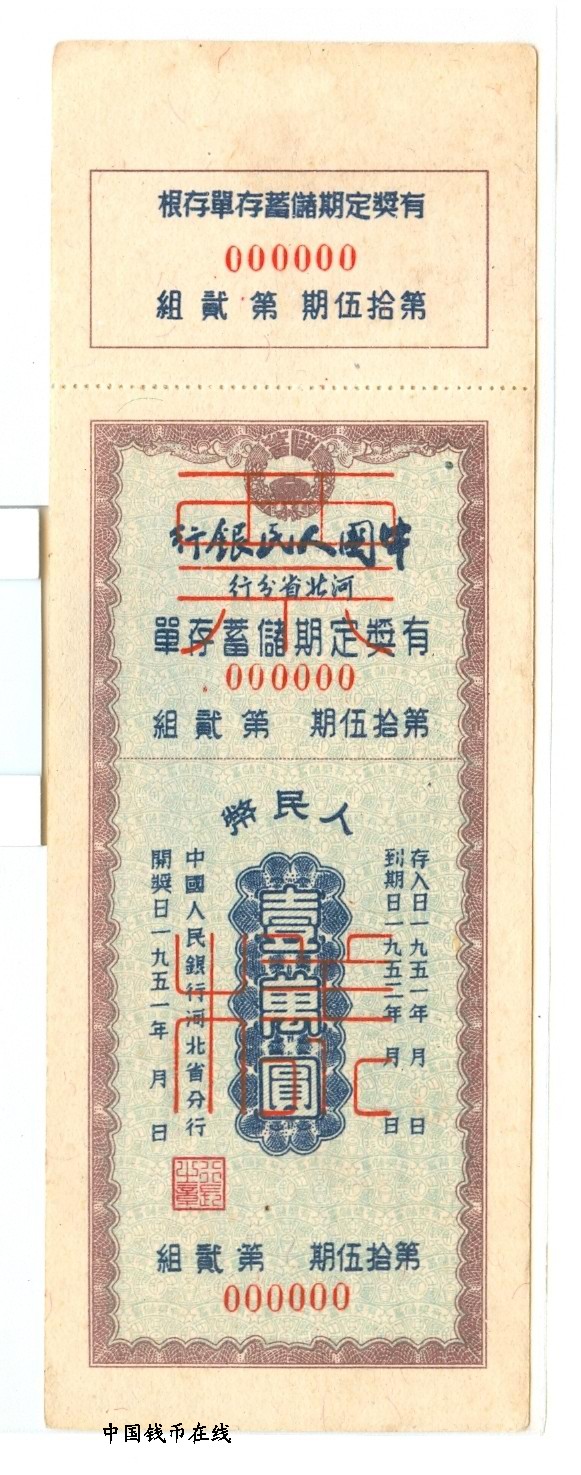 有獎定期儲蓄存單存根
000000
第拾伍期 第貳組
中國人民銀行
河北省分行
有獎定期儲蓄存單
000000
第拾伍期 第貳組
人民幣
存入日一九五一年 月 日
到期日一九五二年 月 日
壹萬圓
中國人民銀行河北省分行
開獎日一九五一年 月 日
行長之章
第拾伍期 第貳組
000000
票
中国钱币在线